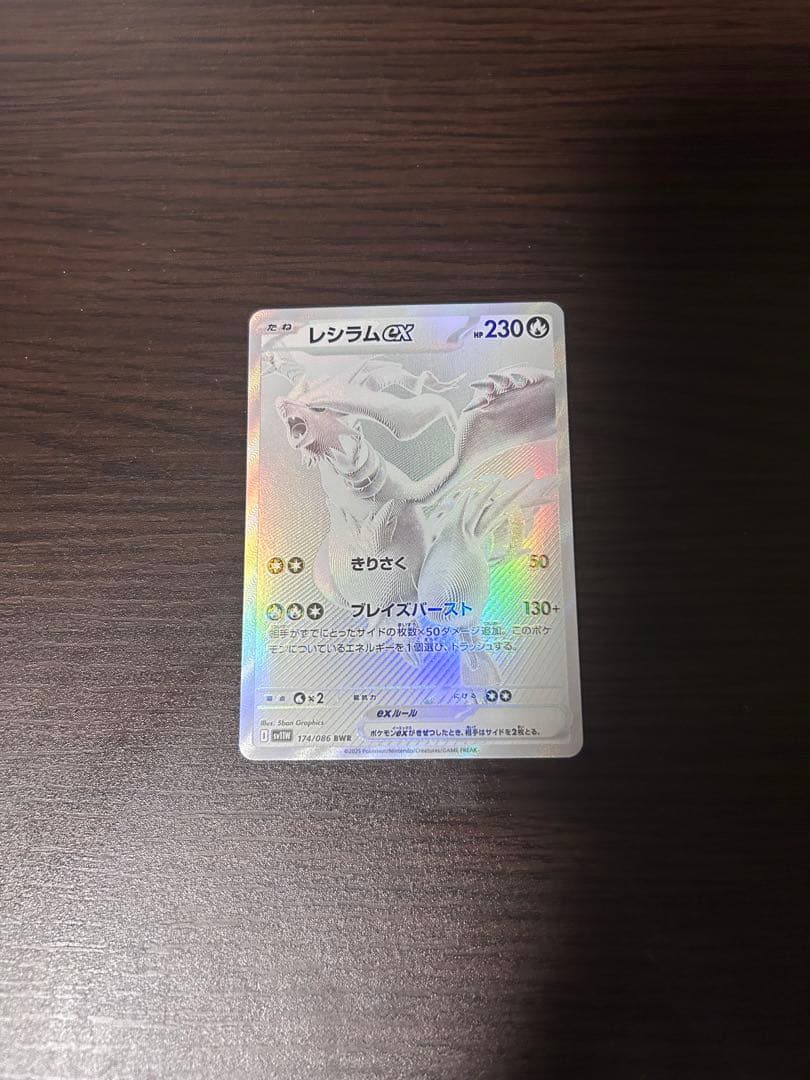 たね レシラムex HP 230
きりさく 50
ブレイズバースト 130+
相手がすでにとったサイドの枚数×50ダメージ追加。このポケ
モンについているエネルギーを1個選び、トラッシュする。
弱点 ×2 抵抗力 にげる
exルール
ポケモンexがきぜつしたとき、相手はサイドを2枚とる。
Illus. 5ban Graphics
I SV11W 174/086 BWR
©2025 Pokémon/Nintendo/Creatures/GAME FREAK